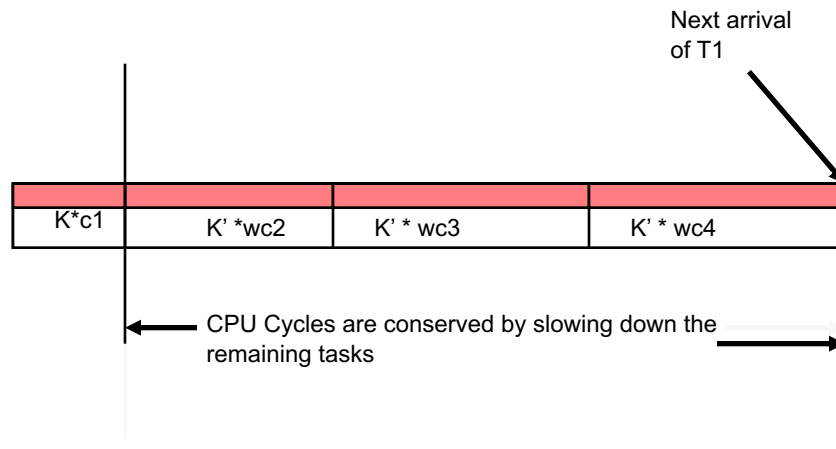 Next arrival
of T1
K*c1
K’ *wc2
K’ * wc3
K’ * wc4
CPU Cycles are conserved by slowing down the
remaining tasks